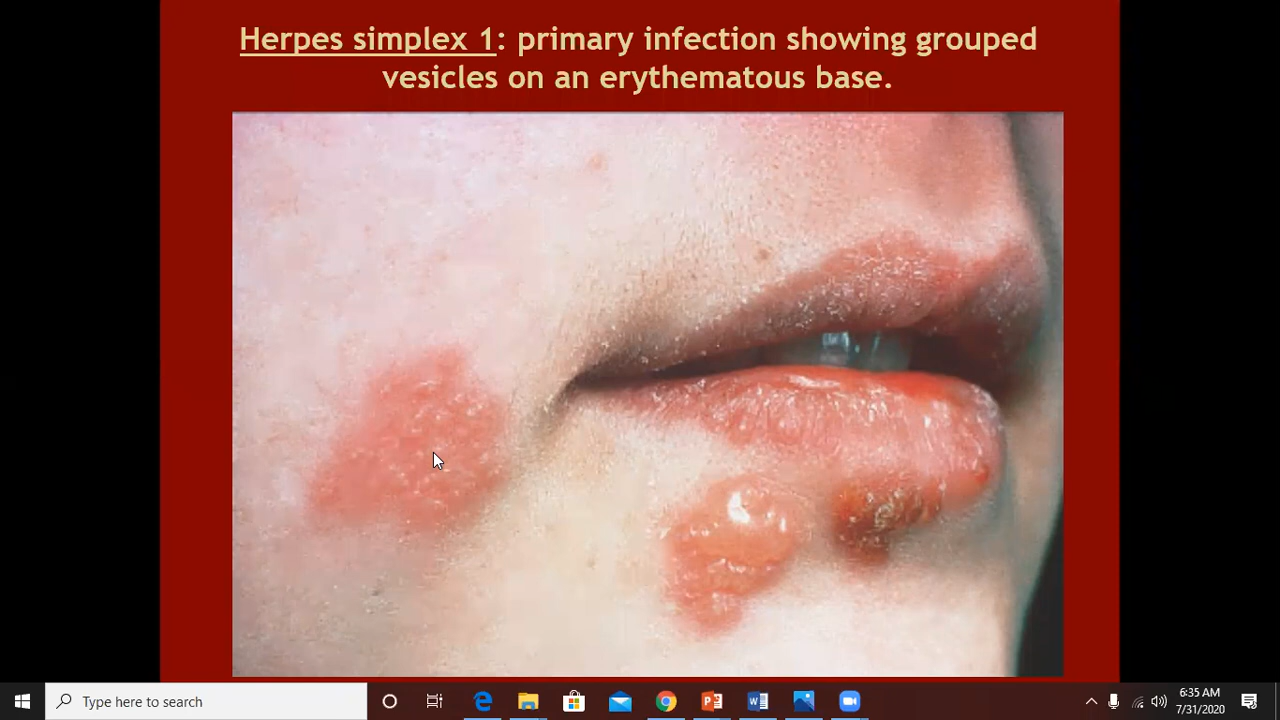 Herpes simplex 1: primary infection showing grouped
vesicles on an erythematous base.
Type here to search
6:35 AM
7/31/2020